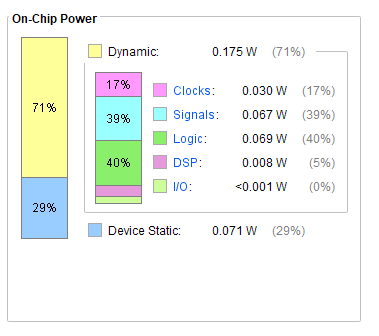 On-Chip Power
71%
29%
Dynamic: 0.175 W (71%)
17%
39%
40%
Clocks: 0.030 W (17%)
Signals: 0.067 W (39%)
Logic: 0.069 W (40%)
DSP: 0.008 W (5%)
I/O: <0.001 W (0%)
Device Static: 0.071 W (29%)